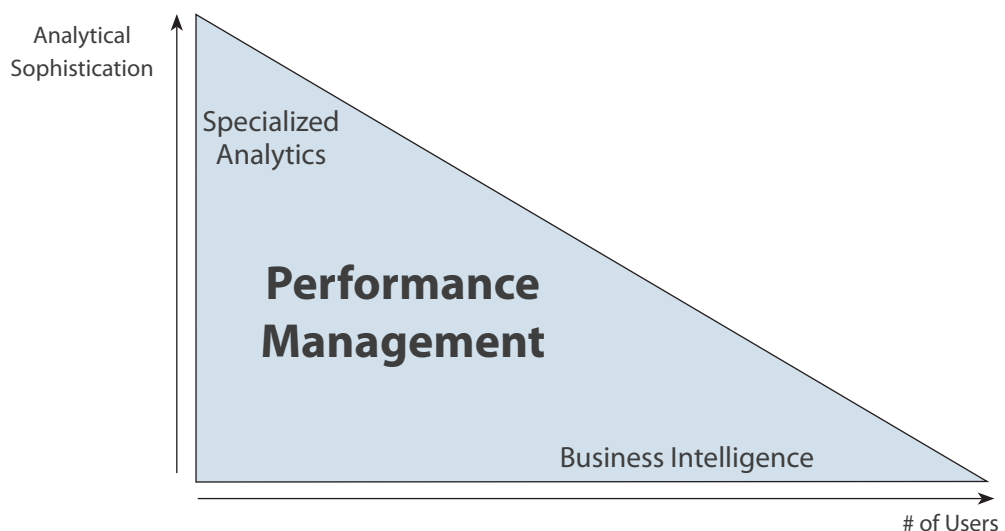 Analytical
Sophistication
Specialized
Analytics
Performance
Management
Business Intelligence
# of Users